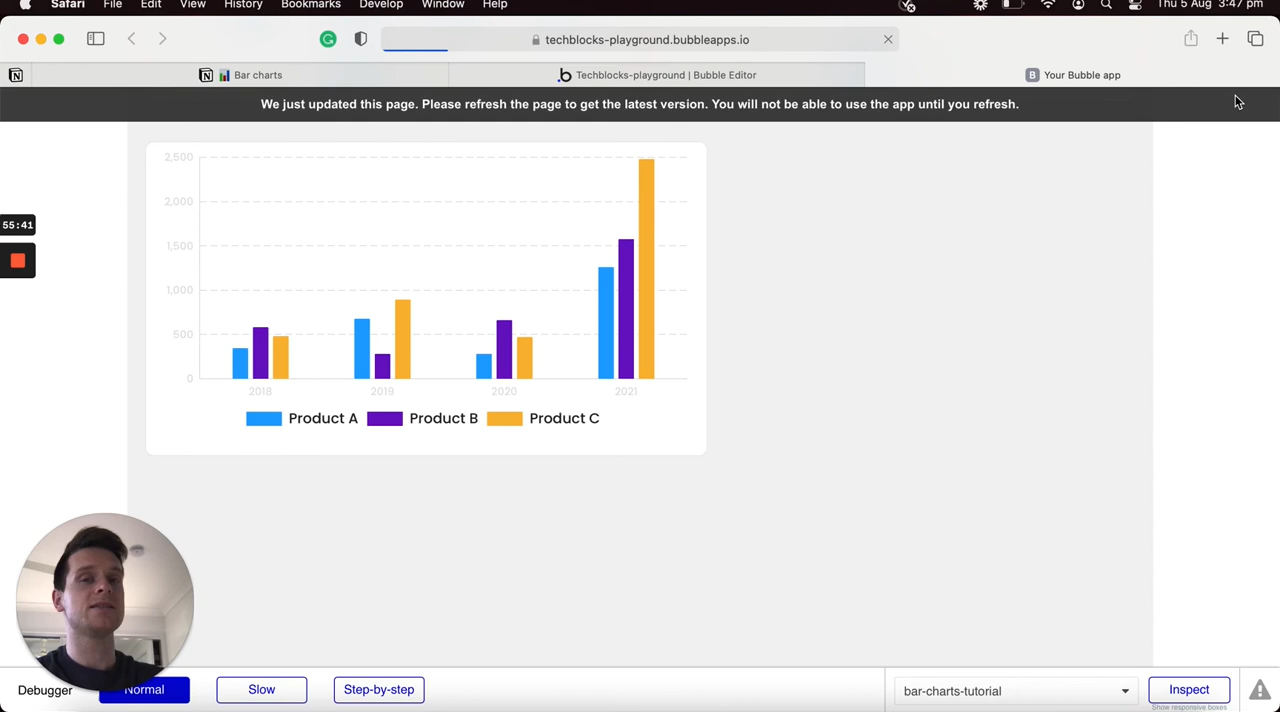 Safari File Edit View History Bookmarks Develop Window Help Thu 5 Aug 3:47 pm
techblocks-playground.bubbleapps.io
Bar charts
Techblocks-playground | Bubble Editor
Your Bubble app
We just updated this page. Please refresh the page to get the latest version. You will not be able to use the app until you refresh.
2,500
2,000
1,500
1,000
500
0
2018 2019 2020 2021
Product A Product B Product C
55:41
Debugger Normal Slow Step-by-step bar-charts-tutorial Inspect
Show responsive boxes